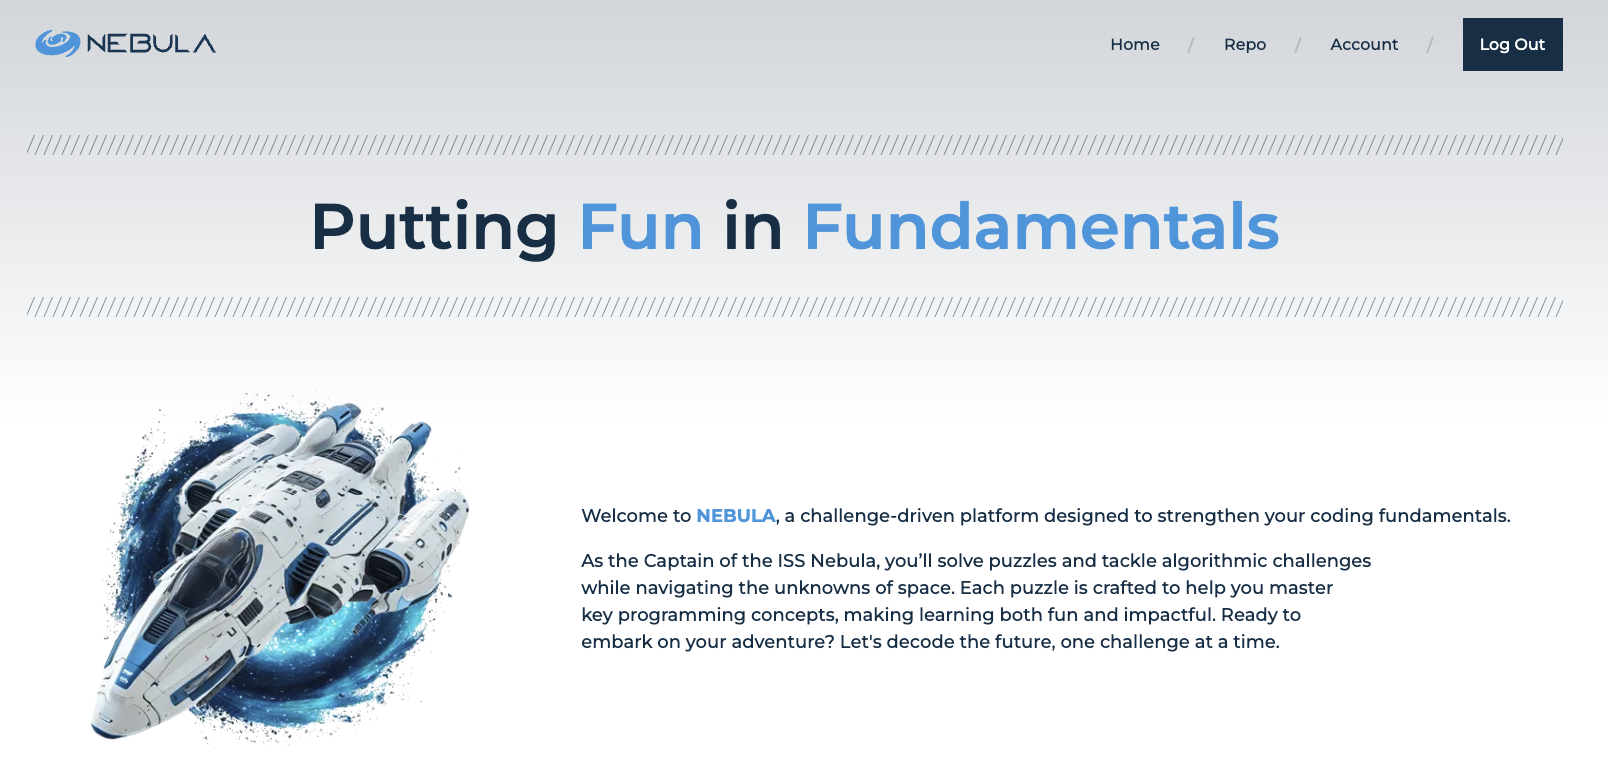 NEBULA
Home / Repo / Account / Log Out
Putting Fun in Fundamentals
Welcome to NEBULA, a challenge-driven platform designed to strengthen your coding fundamentals.
As the Captain of the ISS Nebula, you’ll solve puzzles and tackle algorithmic challenges
while navigating the unknowns of space. Each puzzle is crafted to help you master
key programming concepts, making learning both fun and impactful. Ready to
embark on your adventure? Let's decode the future, one challenge at a time.